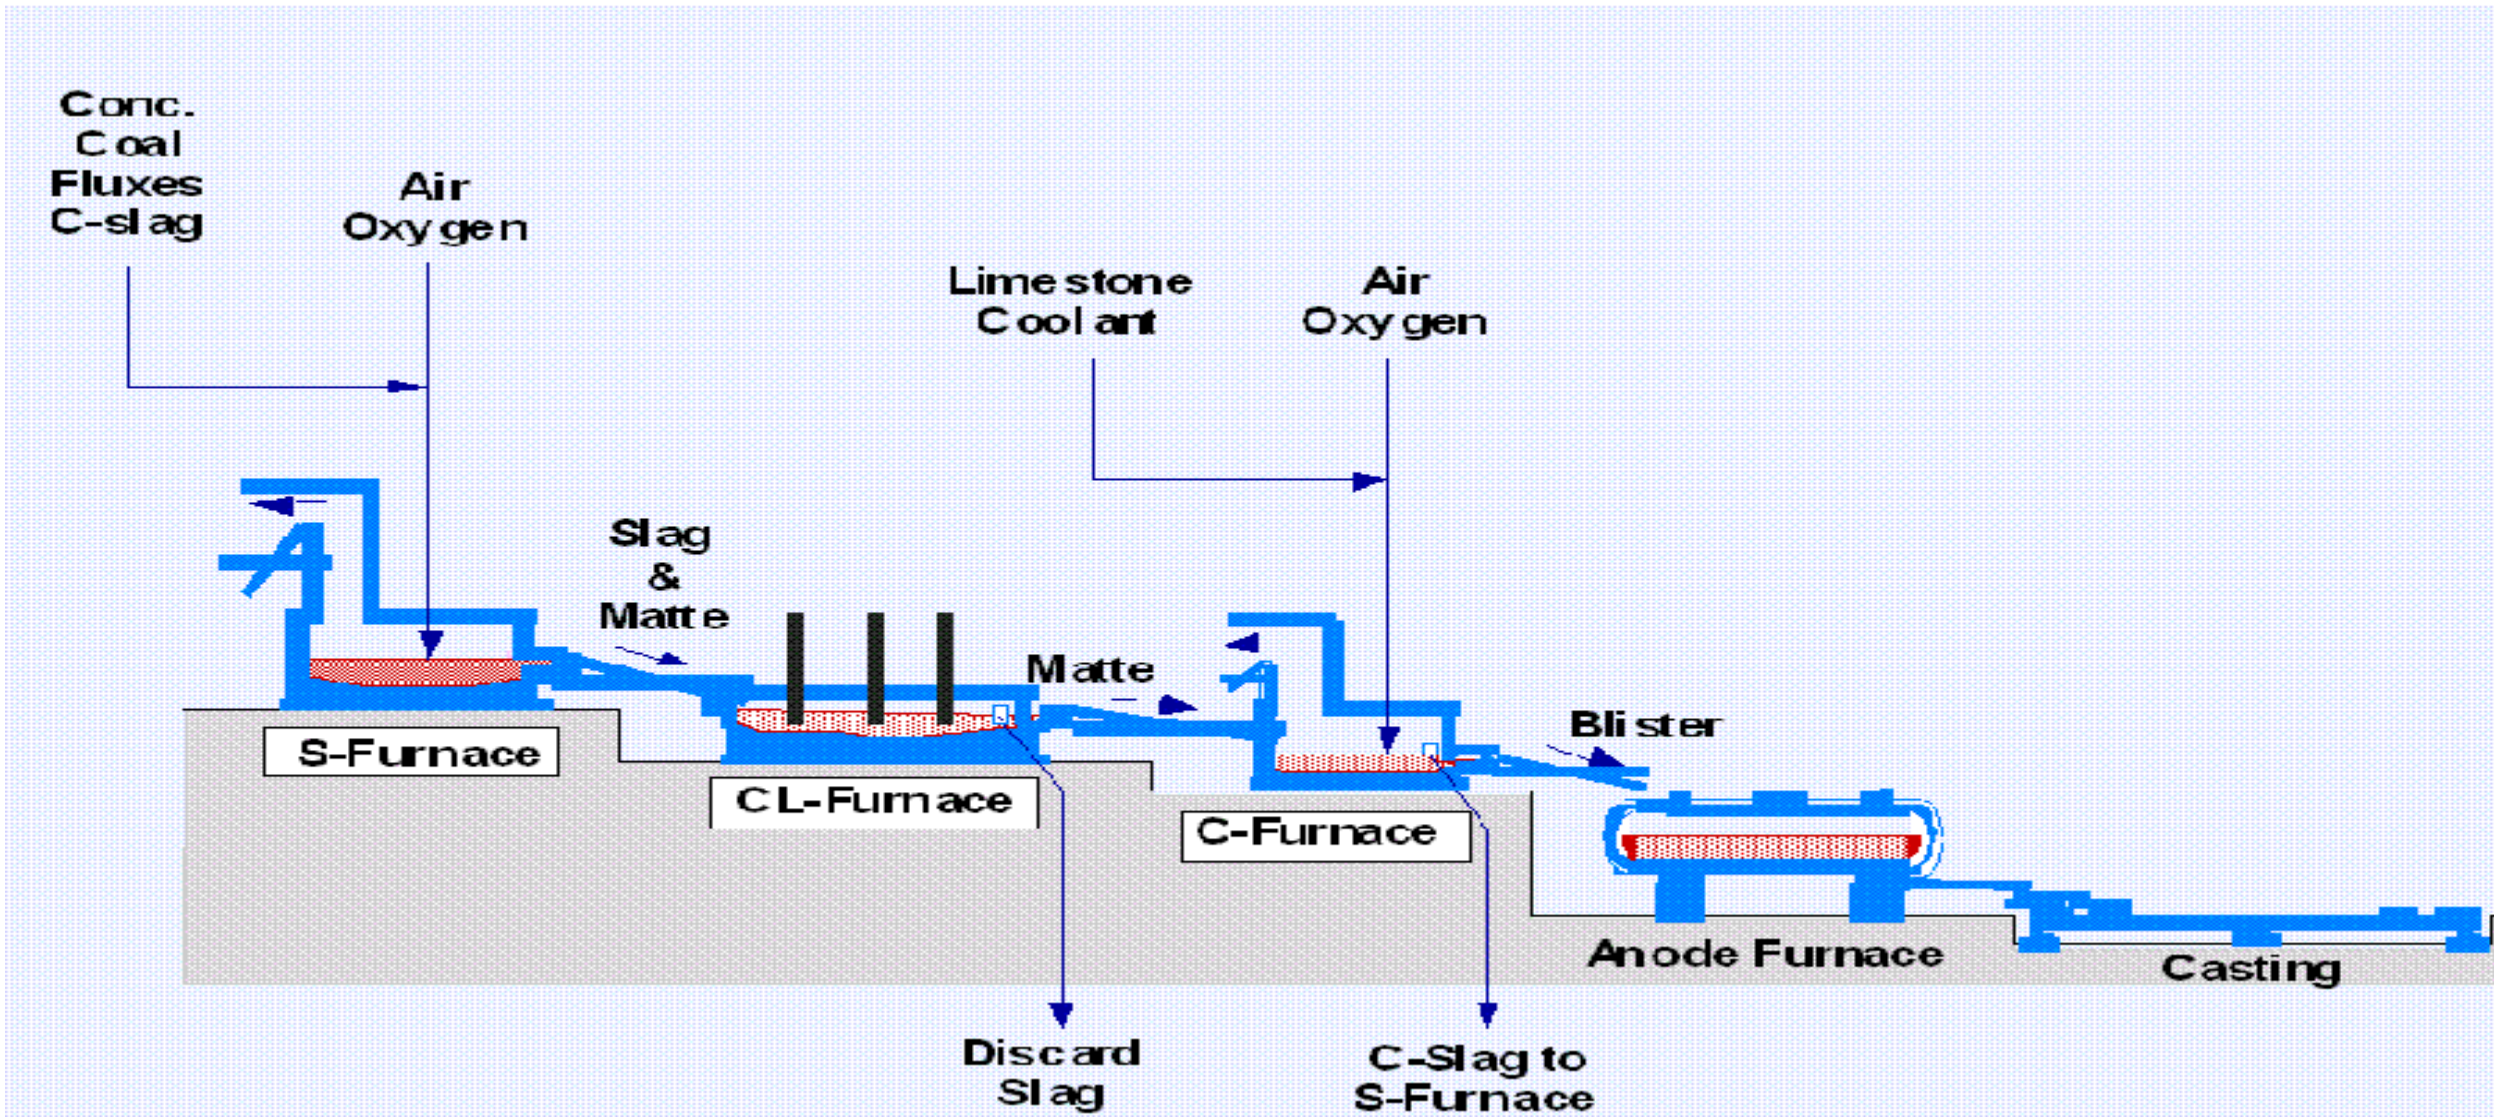 Conc.
Coal
Fluxes
C-slag
Air
Oxygen
Limestone
Coolant
Air
Oxygen
Slag
&
Matte
Matte
Blister
S-Furnace
CL-Furnace
C-Furnace
Anode Furnace
Casting
Discard
Slag
C-Slag to
S-Furnace